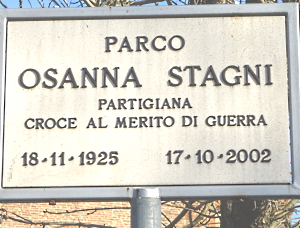 PARCO
OSANNA STAGNI
PARTIGIANA
CROCE AL MERITO DI GUERRA
18-11-1925 17-10-2002